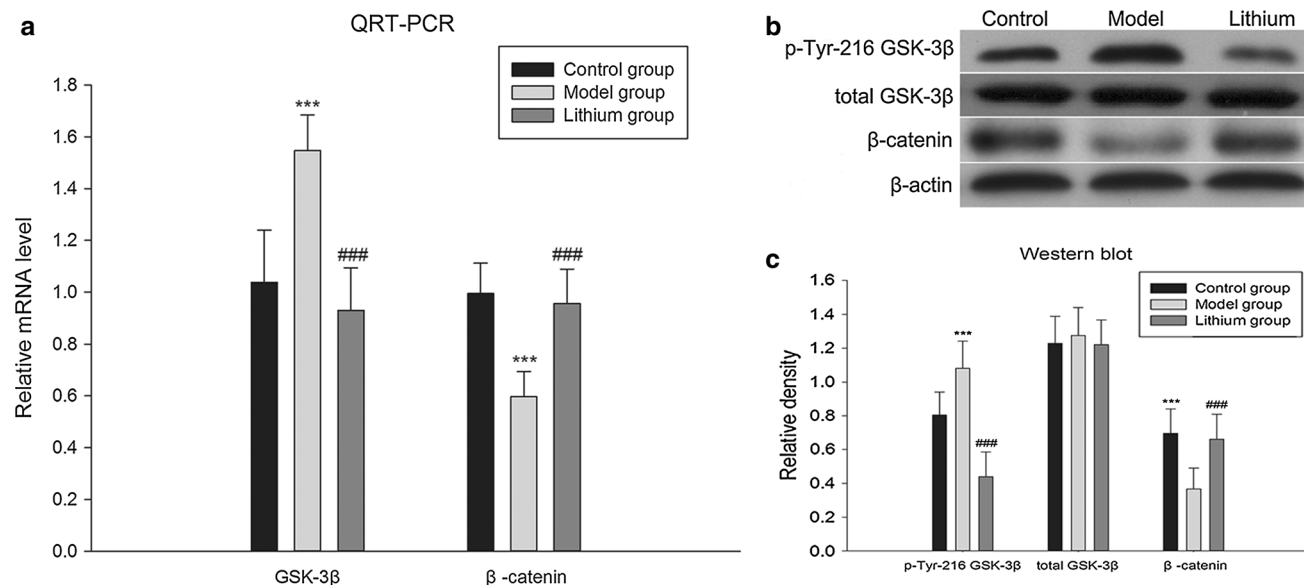 a
QRT-PCR
Control group
Model group
Lithium group
Relative mRNA level
1.8
1.6
1.4
1.2
1.0
0.8
0.6
0.4
0.2
0.0
***
###
***
###
GSK-3β
β -catenin
b
Control Model Lithium
p-Tyr-216 GSK-3β
total GSK-3β
β-catenin
β-actin
c
Western blot
Control group
Model group
Lithium group
Relative density
1.6
1.4
1.2
1.0
0.8
0.6
0.4
0.2
0.0
***
###
***
###
p-Tyr-216 GSK-3β
total GSK-3β
β -catenin